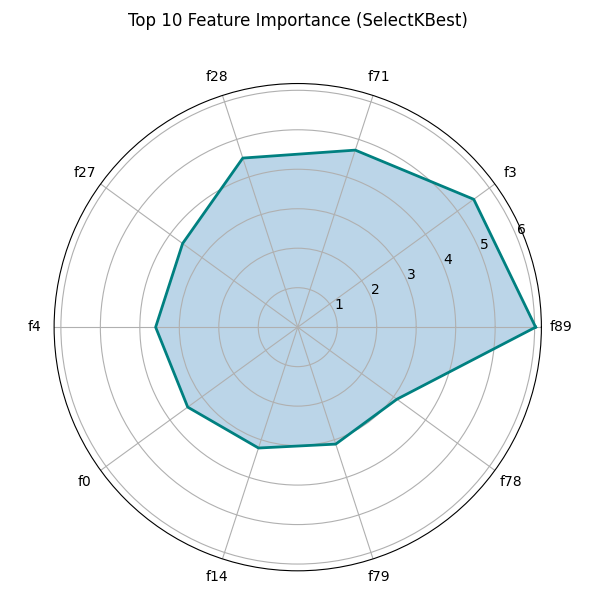 Top 10 Feature Importance (SelectKBest)
f28
f71
f27
f3
6
5
4
3
2
1
f4
f89
f0
f78
f14
f79